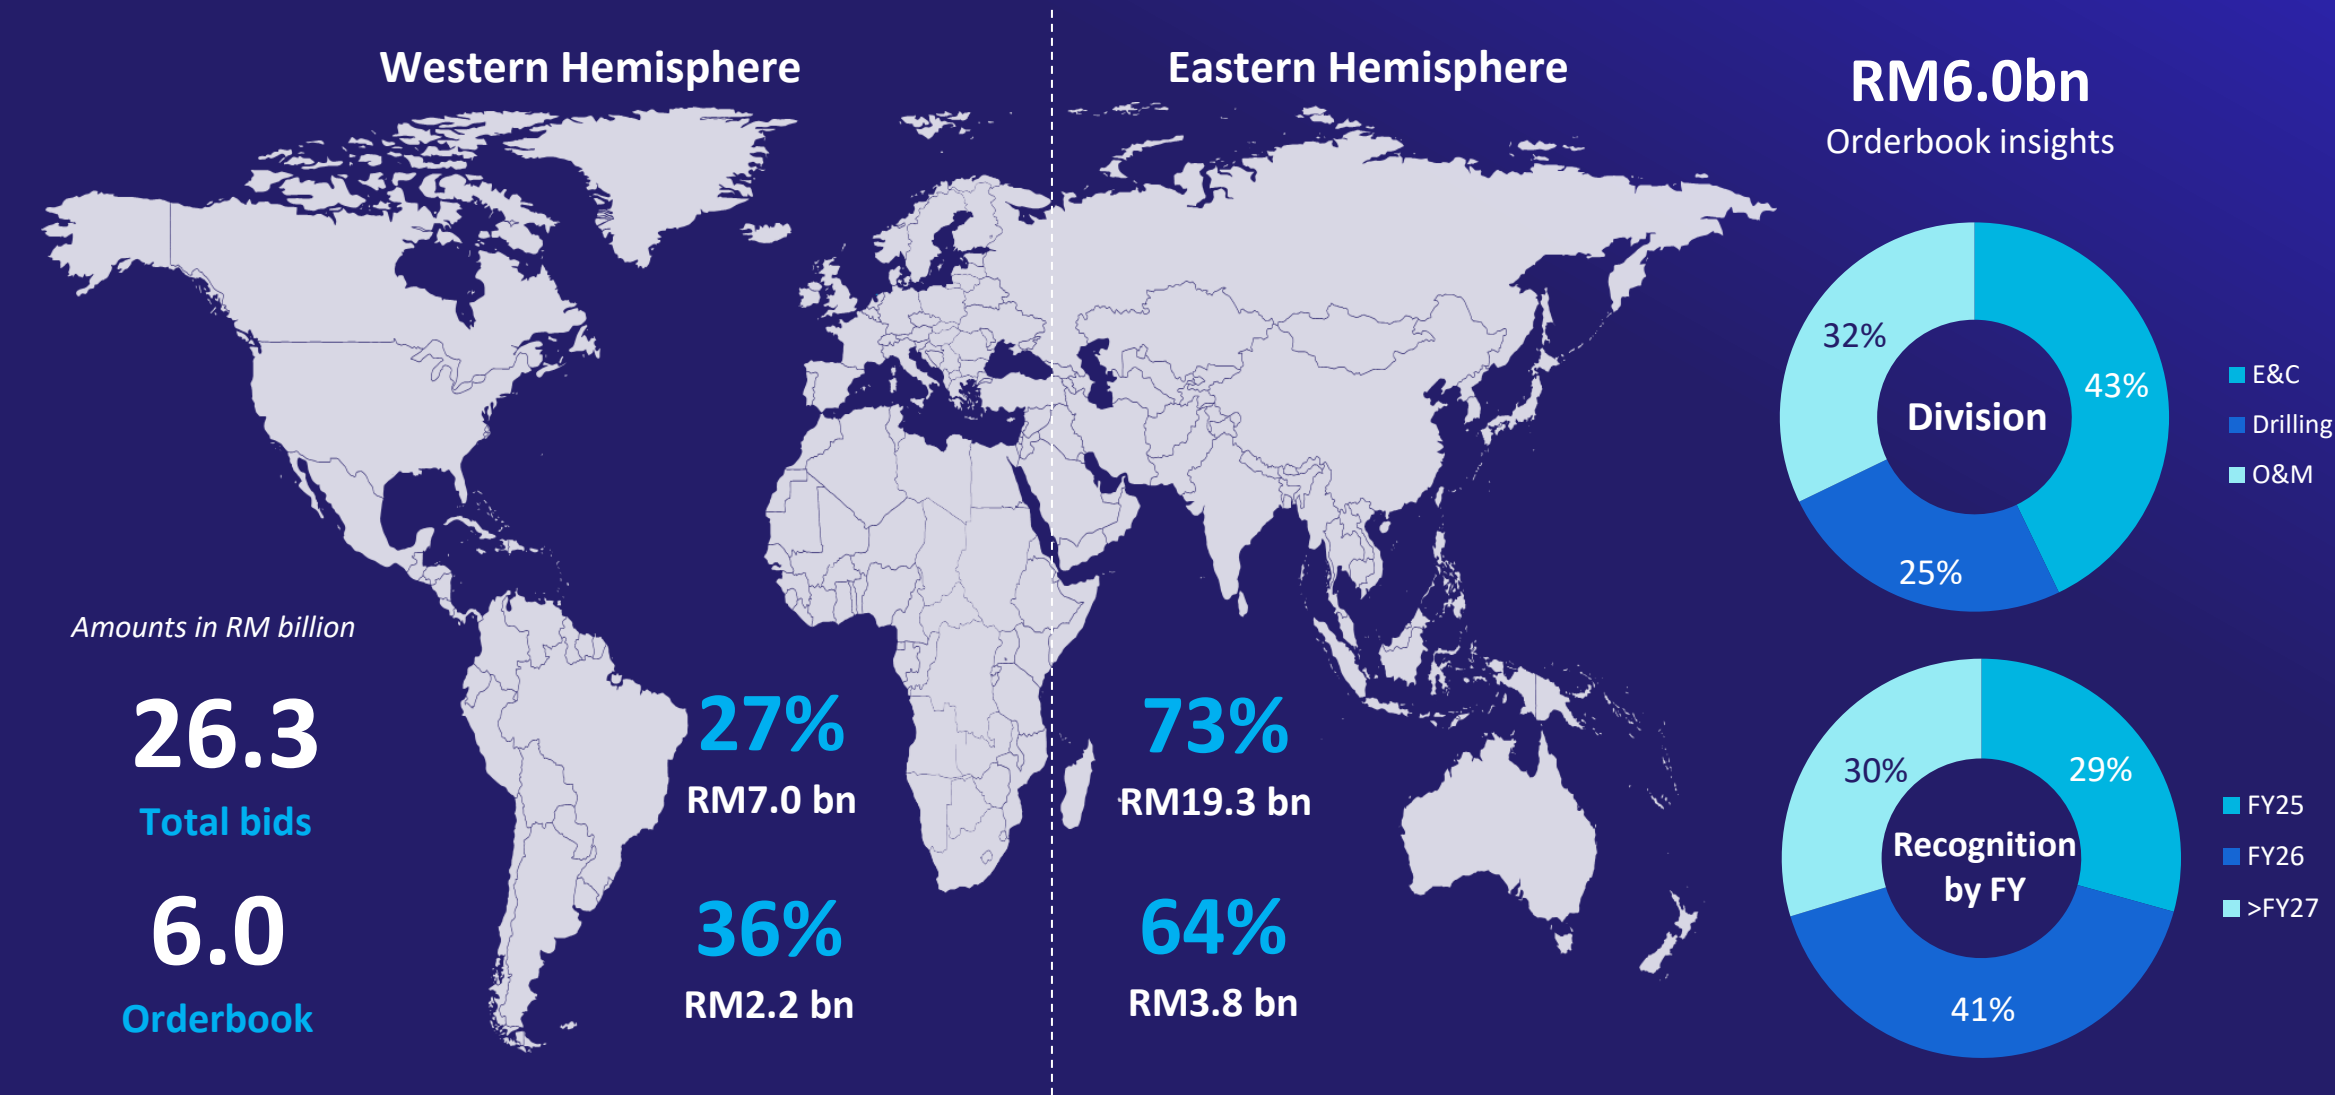 Western Hemisphere
Eastern Hemisphere
Amounts in RM billion
26.3
Total bids
27%
RM7.0 bn
73%
RM19.3 bn
6.0
Orderbook
36%
RM2.2 bn
64%
RM3.8 bn
RM6.0bn
Orderbook insights
32%
43%
25%
Division
E&C
Drilling
O&M
30%
29%
41%
Recognition
by FY
FY25
FY26
>FY27